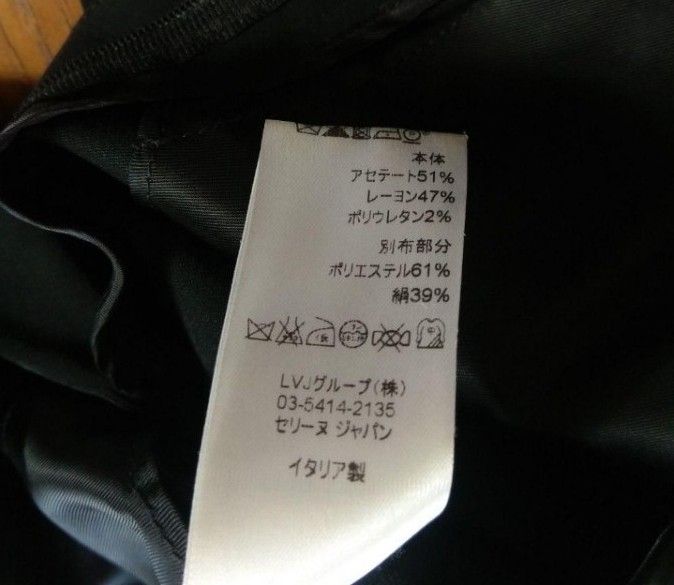 本体
アセテート51%
レーヨン47%
ポリウレタン2%
別布部分
ポリエステル61%
絹39%
LVJグループ(株)
03-5414-2135
セリーヌ ジャパン
イタリア製